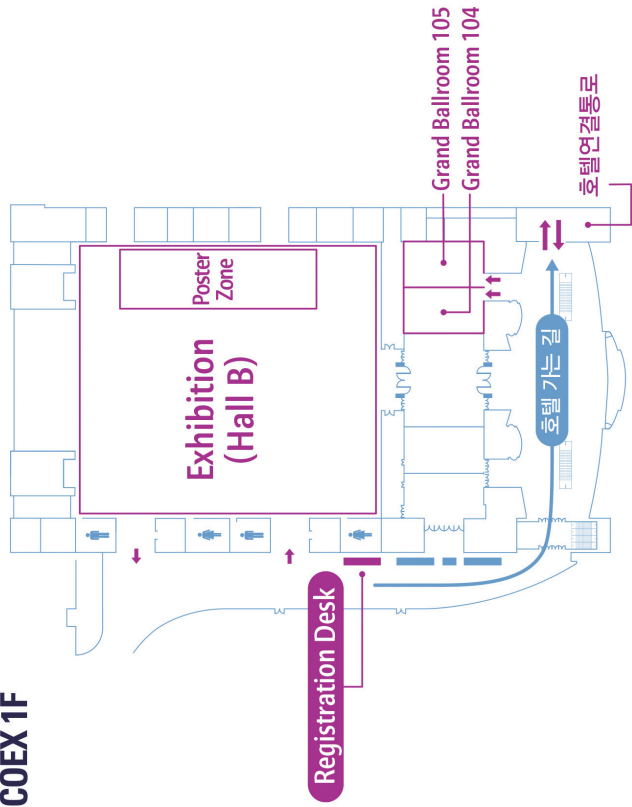 COEX 1F
Exhibition
(Hall B)
Poster
Zone
Registration Desk
Grand Ballroom 105
Grand Ballroom 104
호텔 가는 길
호텔연결통로